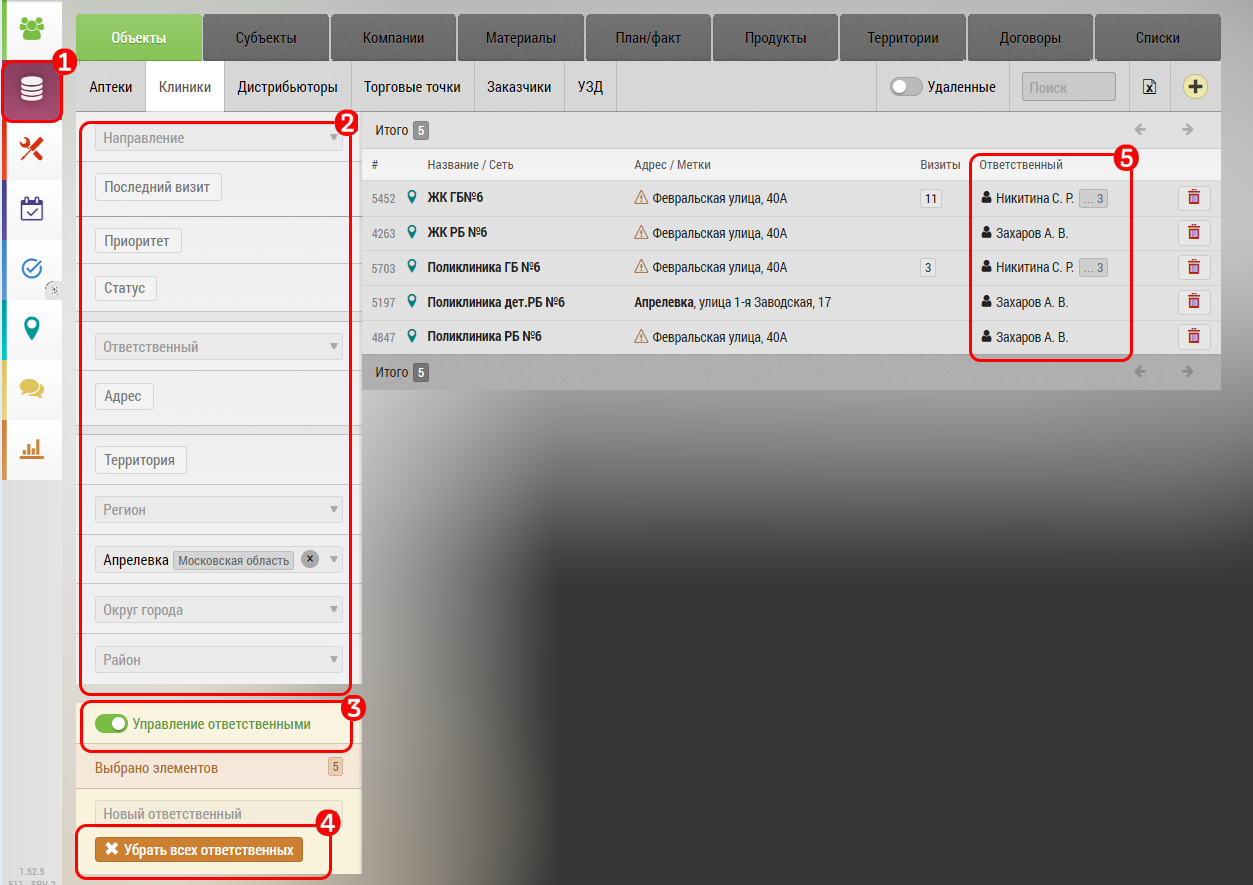 Объекты Субъекты Компании Материалы План/факт Продукты Территории Договоры Списки
1
Аптеки Клиники Дистрибьюторы Торговые точки Заказчики УЗД Удаленные Поиск
2
Направление
Последний визит
Приоритет
Статус
Ответственный
Адрес
Территория
Регион
Апрелевка Московская область
Округ города
Район
3
Управление ответственными
Выбрано элементов 5
Новый ответственный
4
Убрать всех ответственных
Итого 5
5
# Название / Сеть Адрес / Метки Визиты Ответственный
5452 ЖК ГБ№6 Февральская улица, 40А 11 Никитина С. Р. ... 3
4263 ЖК РБ №6 Февральская улица, 40А Захаров А. В.
5703 Поликлиника ГБ №6 Февральская улица, 40А 3 Никитина С. Р. ... 3
5197 Поликлиника дет.РБ №6 Апрелевка, улица 1-я Заводская, 17 Захаров А. В.
4847 Поликлиника РБ №6 Февральская улица, 40А Захаров А. В.
Итого 5
1.52.5